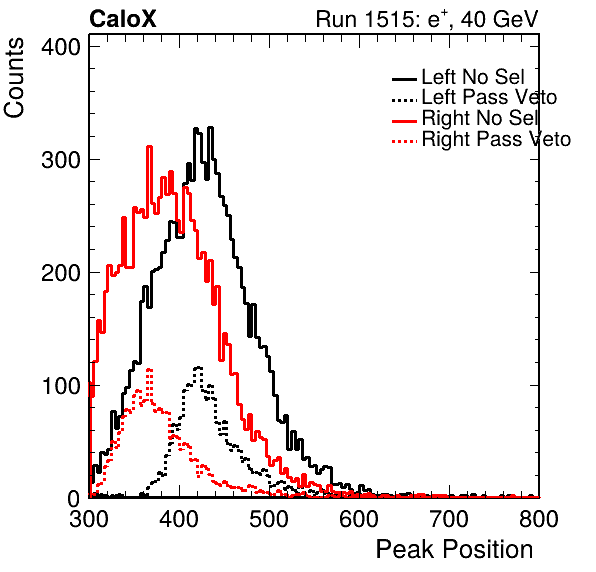 CaloX
Run 1515: e+, 40 GeV
Counts
400
300
200
100
0
Left No Sel
Left Pass Veto
Right No Sel
Right Pass Veto
300 400 500 600 700 800
Peak Position